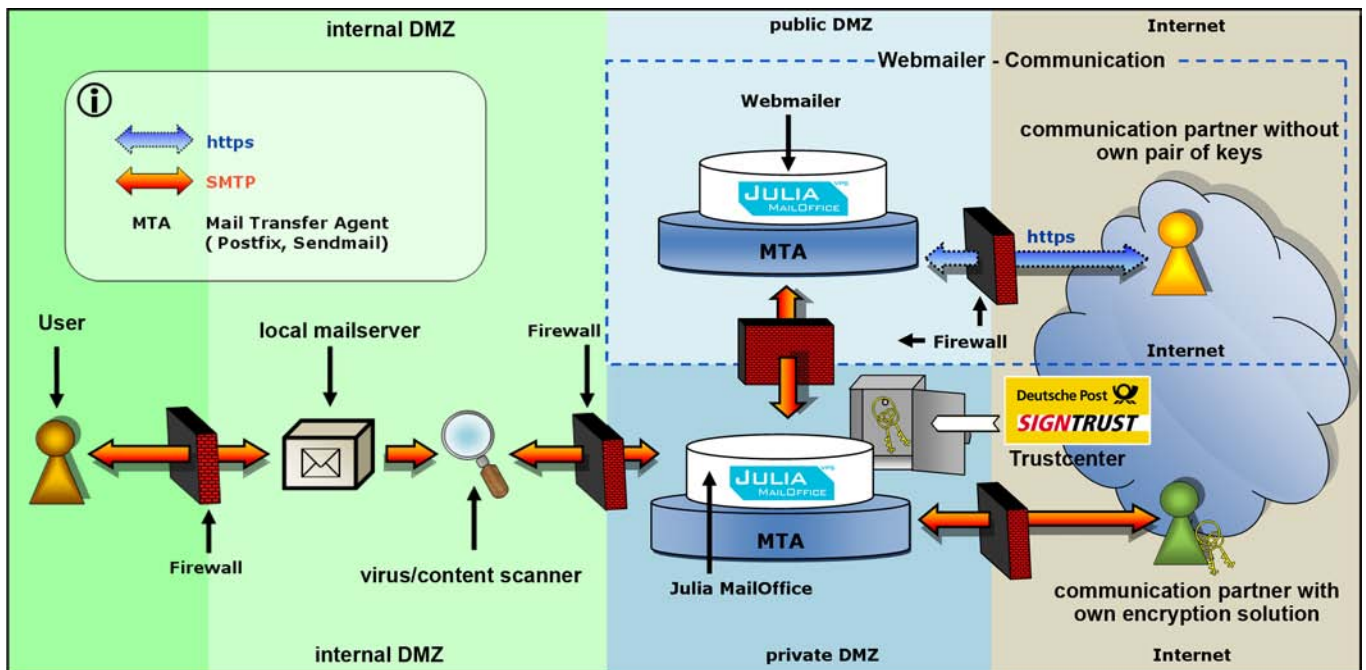 internal DMZ
public DMZ
Internet
Webmailer - Communication
https
SMTP
MTA
Mail Transfer Agent
( Postfix, Sendmail)
Webmailer
JULIA VPS
MAILOFFICE
MTA
communication partner without
own pair of keys
https
Firewall
Internet
User
local mailserver
Firewall
Deutsche Post
SIGNTRUST
Trustcenter
JULIA VPS
MAILOFFICE
MTA
Firewall
virus/content scanner
Julia MailOffice
communication partner with
own encryption solution
internal DMZ
private DMZ
Internet